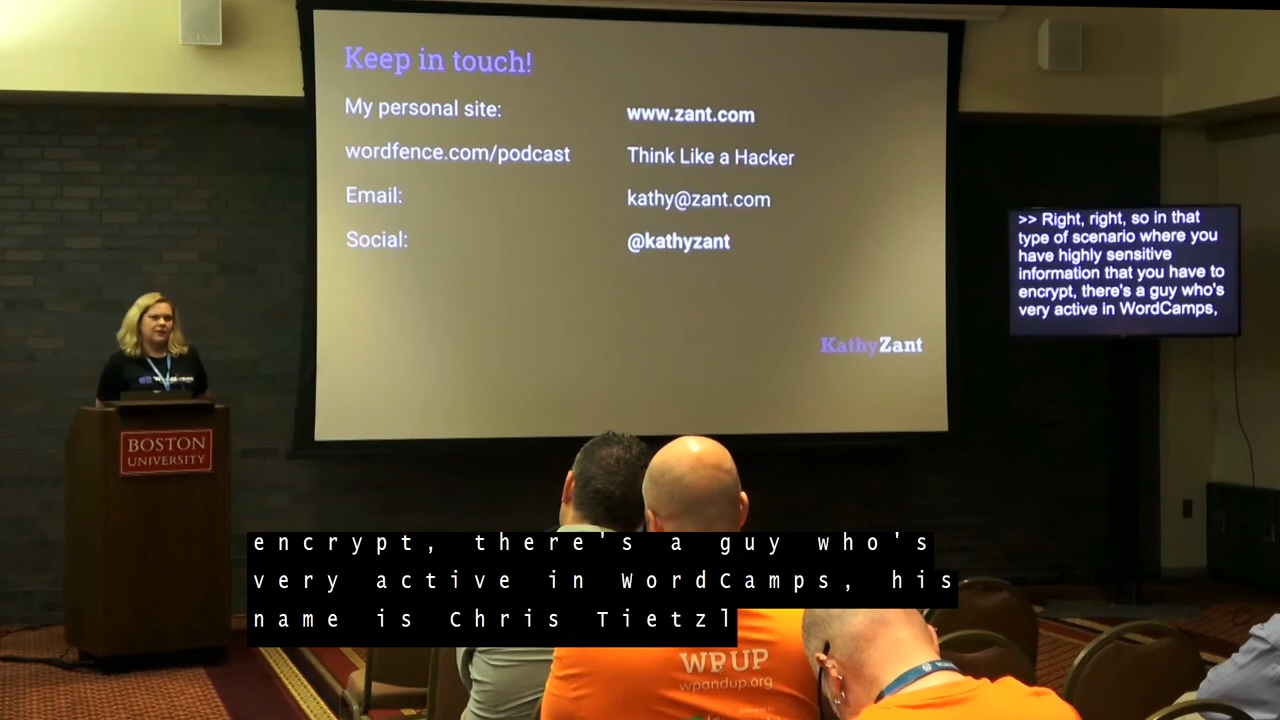 Keep in touch!
My personal site: www.zant.com
wordfence.com/podcast Think Like a Hacker
Email: kathy@zant.com
Social: @kathyzant
KathyZant
>> Right, right, so in that
type of scenario where you
have highly sensitive
information that you have to
encrypt, there's a guy who's
very active in WordCamps,
BOSTON
UNIVERSITY
encrypt, there's a guy who's
very active in WordCamps, his
name is Chris Tietzl
WP UP
wpandup.org